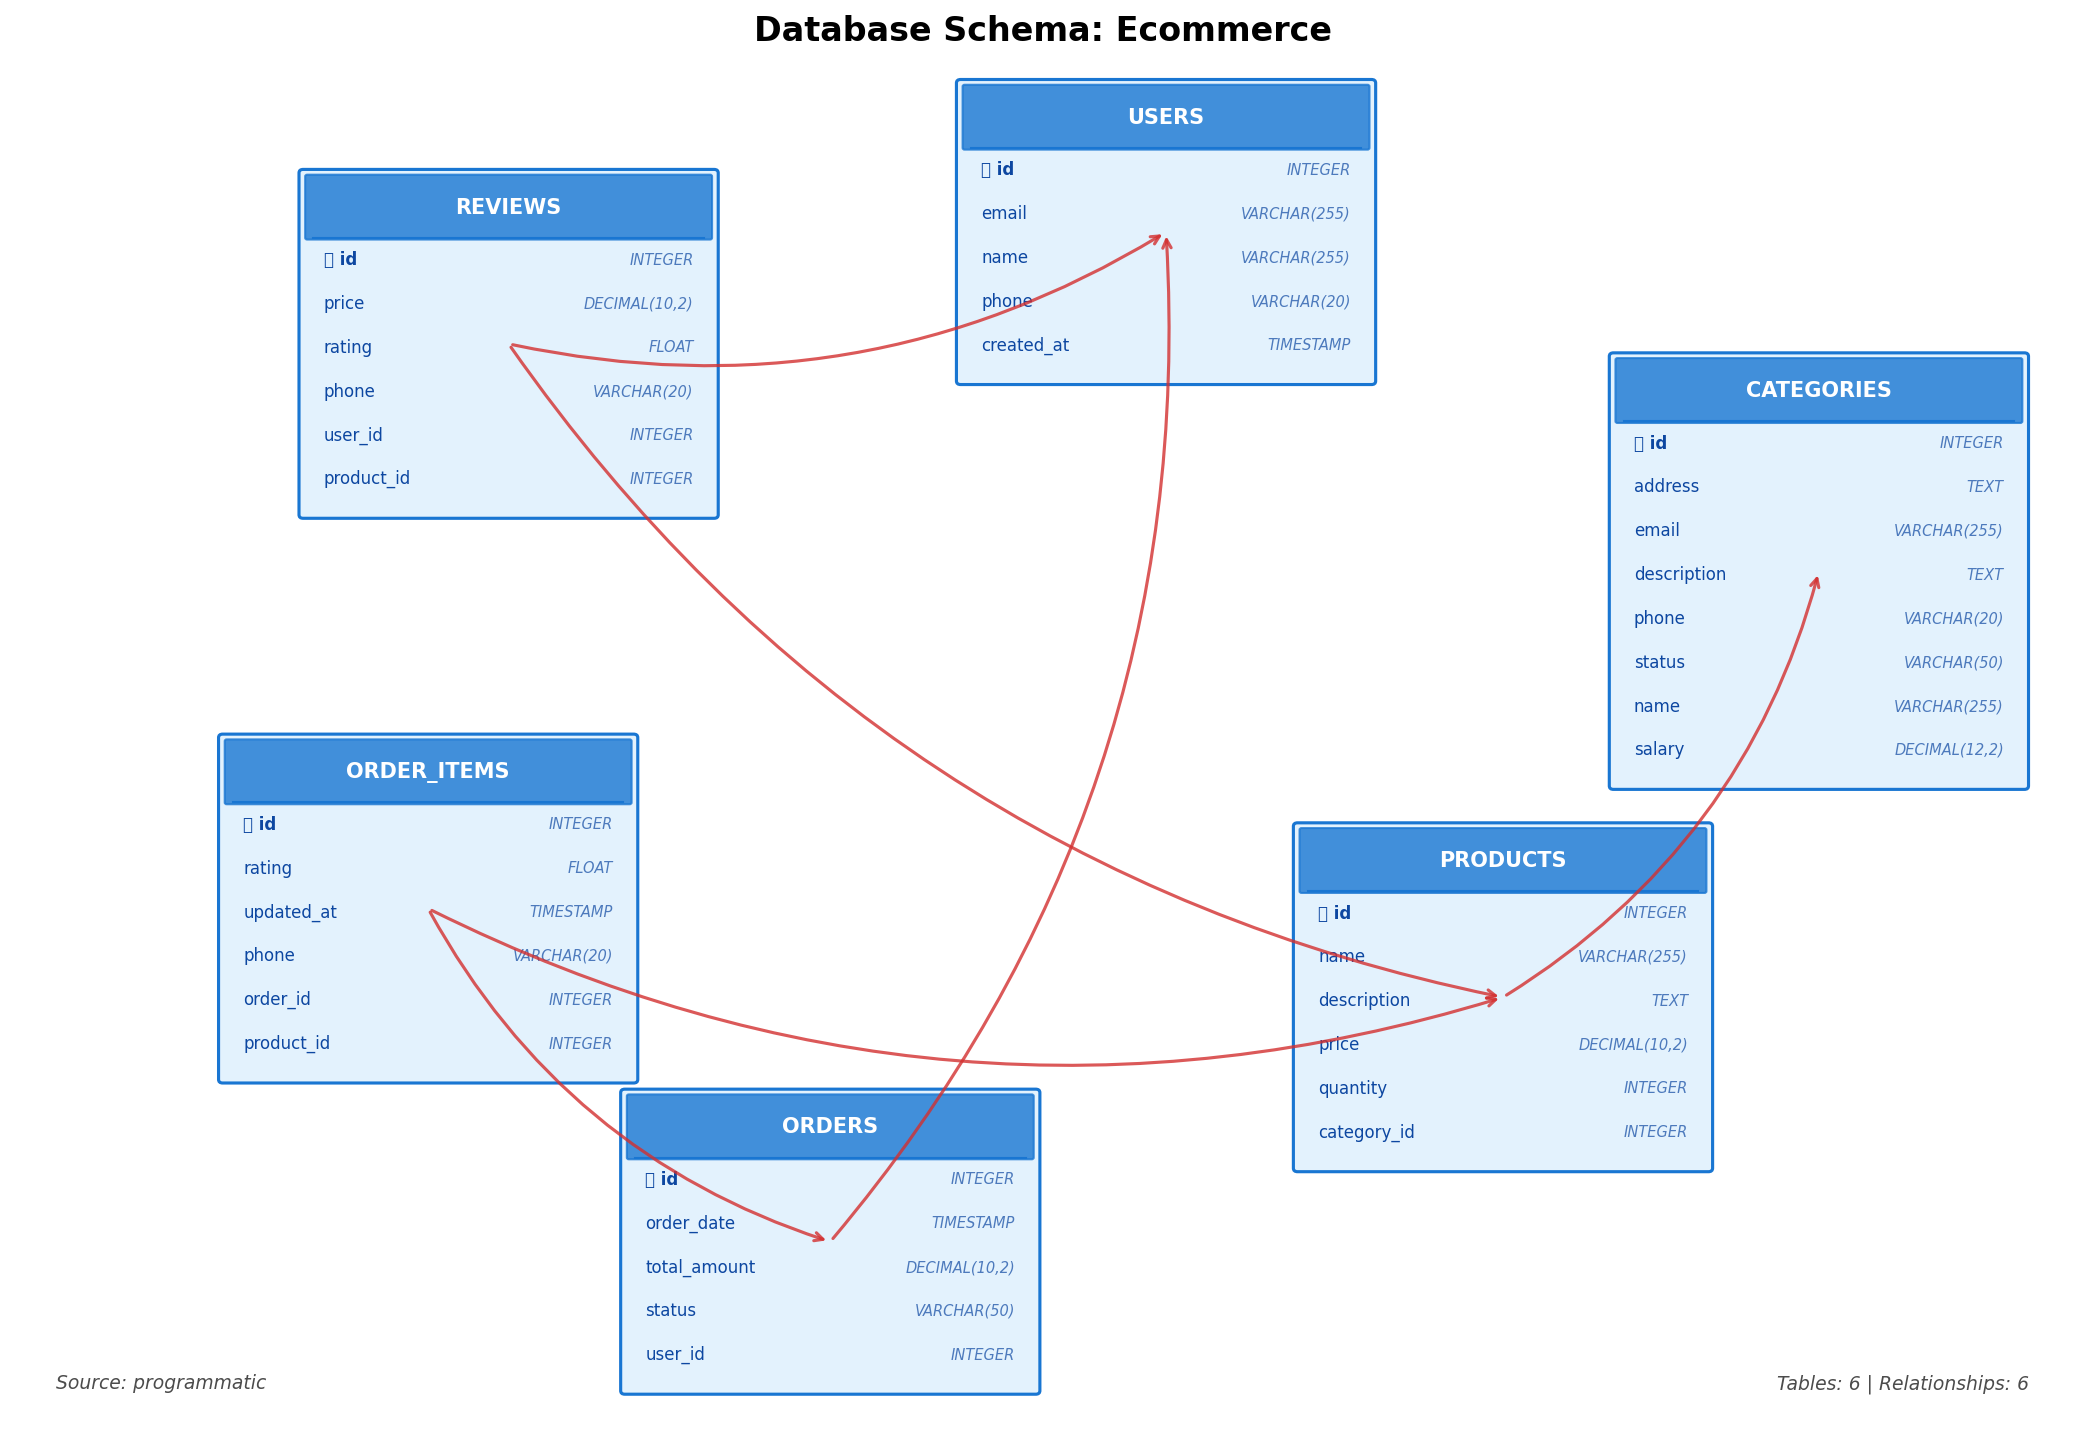 Database Schema: Ecommerce
USERS
id INTEGER
email VARCHAR(255)
name VARCHAR(255)
phone VARCHAR(20)
created_at TIMESTAMP
REVIEWS
id INTEGER
price DECIMAL(10,2)
rating FLOAT
phone VARCHAR(20)
user_id INTEGER
product_id INTEGER
CATEGORIES
id INTEGER
address TEXT
email VARCHAR(255)
description TEXT
phone VARCHAR(20)
status VARCHAR(50)
name VARCHAR(255)
salary DECIMAL(12,2)
ORDER_ITEMS
id INTEGER
rating FLOAT
updated_at TIMESTAMP
phone VARCHAR(20)
order_id INTEGER
product_id INTEGER
PRODUCTS
id INTEGER
name VARCHAR(255)
description TEXT
price DECIMAL(10,2)
quantity INTEGER
category_id INTEGER
ORDERS
id INTEGER
order_date TIMESTAMP
total_amount DECIMAL(10,2)
status VARCHAR(50)
user_id INTEGER
Source: programmatic
Tables: 6 | Relationships: 6